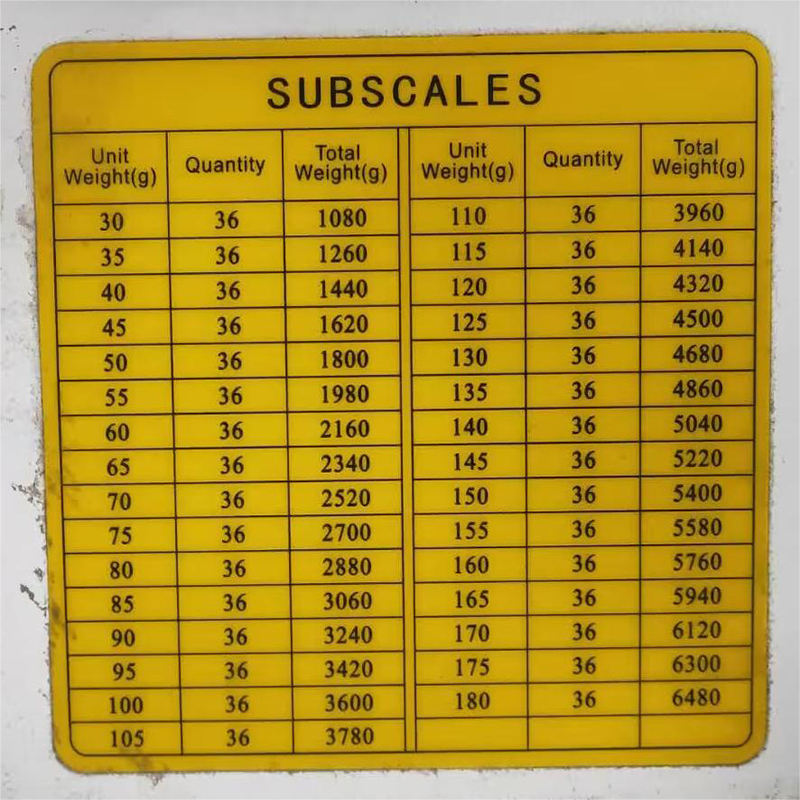 SUBSCALES
Unit Weight(g) Quantity Total Weight(g) Unit Weight(g) Quantity Total Weight(g)
30 36 1080 110 36 3960
35 36 1260 115 36 4140
40 36 1440 120 36 4320
45 36 1620 125 36 4500
50 36 1800 130 36 4680
55 36 1980 135 36 4860
60 36 2160 140 36 5040
65 36 2340 145 36 5220
70 36 2520 150 36 5400
75 36 2700 155 36 5580
80 36 2880 160 36 5760
85 36 3060 165 36 5940
90 36 3240 170 36 6120
95 36 3420 175 36 6300
100 36 3600 180 36 6480
105 36 3780